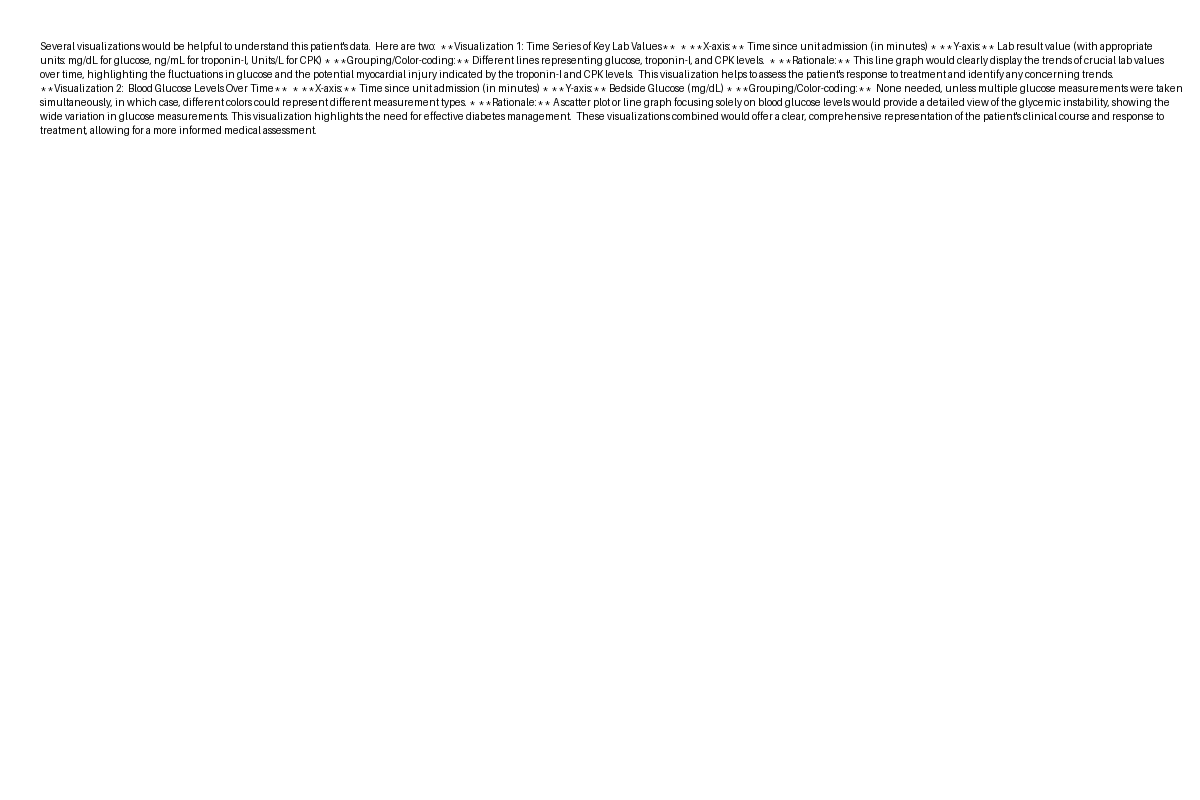 Several visualizations would be helpful to understand this patient's data.  Here are two:  **Visualization 1: Time Series of Key Lab Values**  * **X-axis:** Time since unit admission (in minutes) * **Y-axis:** Lab result value (with appropriate
units: mg/dL for glucose, ng/mL for troponin-I, Units/L for CPK) * **Grouping/Color-coding:** Different lines representing glucose, troponin-I, and CPK levels.  * **Rationale:** This line graph would clearly display the trends of crucial lab values
over time, highlighting the fluctuations in glucose and the potential myocardial injury indicated by the troponin-I and CPK levels.  This visualization helps to assess the patient's response to treatment and identify any concerning trends.
**Visualization 2:  Blood Glucose Levels Over Time**  * **X-axis:** Time since unit admission (in minutes) * **Y-axis:** Bedside Glucose (mg/dL) * **Grouping/Color-coding:**  None needed, unless multiple glucose measurements were taken
simultaneously, in which case, different colors could represent different measurement types. * **Rationale:** A scatter plot or line graph focusing solely on blood glucose levels would provide a detailed view of the glycemic instability, showing the
wide variation in glucose measurements. This visualization highlights the need for effective diabetes management.  These visualizations combined would offer a clear, comprehensive representation of the patient's clinical course and response to
treatment, allowing for a more informed medical assessment.